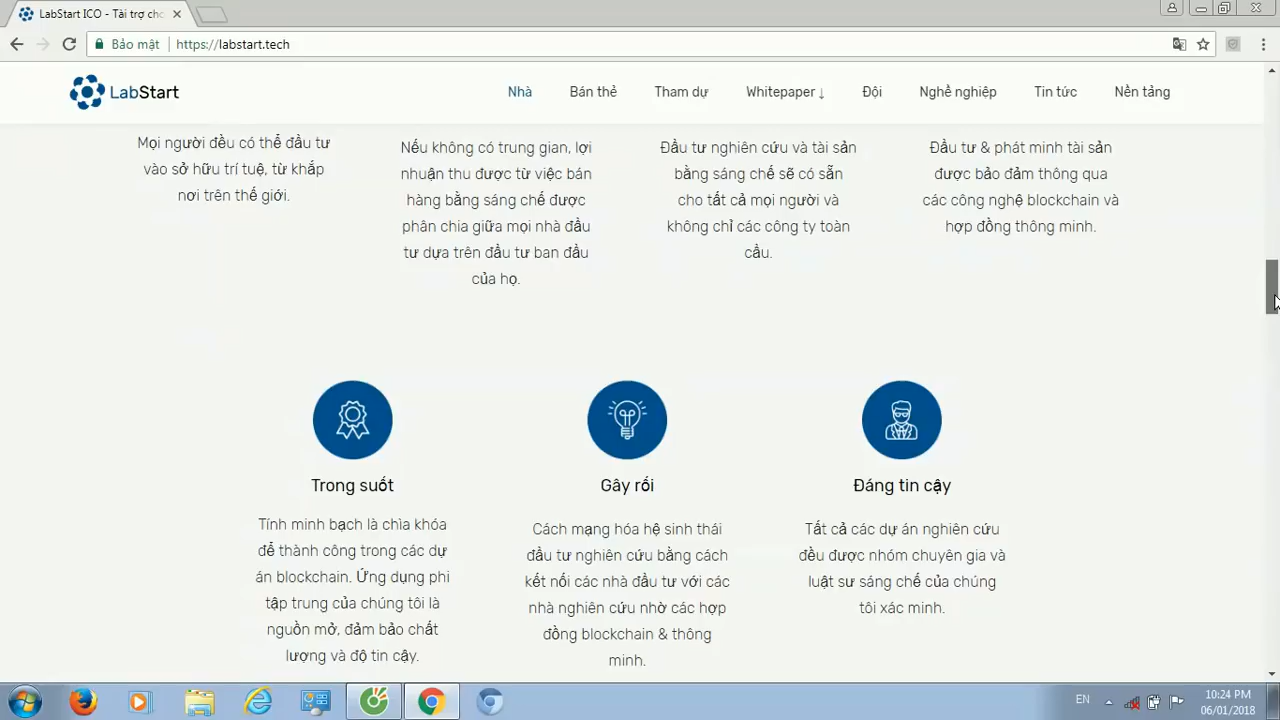 LabStart ICO - Tài trợ cho
Bảo mật
https://labstart.tech
LabStart
Nhà
Bán thẻ
Tham dự
Whitepaper ↓
Đội
Nghề nghiệp
Tin tức
Nền tảng
Mọi người đều có thể đầu tư
vào sở hữu trí tuệ, từ khắp
nơi trên thế giới.
Nếu không có trung gian, lợi
nhuận thu được từ việc bán
hàng bằng sáng chế được
phân chia giữa mọi nhà đầu
tư dựa trên đầu tư ban đầu
của họ.
Đầu tư nghiên cứu và tài sản
bằng sáng chế sẽ có sẵn
cho tất cả mọi người và
không chỉ các công ty toàn
cầu.
Đầu tư & phát minh tài sản
được bảo đảm thông qua
các công nghệ blockchain và
hợp đồng thông minh.
Trong suốt
Tính minh bạch là chìa khóa
để thành công trong các dự
án blockchain. Ứng dụng phi
tập trung của chúng tôi là
nguồn mở, đảm bảo chất
lượng và độ tin cậy.
Gây rối
Cách mạng hóa hệ sinh thái
đầu tư nghiên cứu bằng cách
kết nối các nhà đầu tư với các
nhà nghiên cứu nhờ các hợp
đồng blockchain & thông
minh.
Đáng tin cậy
Tất cả các dự án nghiên cứu
đều được nhóm chuyên gia và
luật sư sáng chế của chúng
tôi xác minh.
EN
10:24 PM
06/01/2018